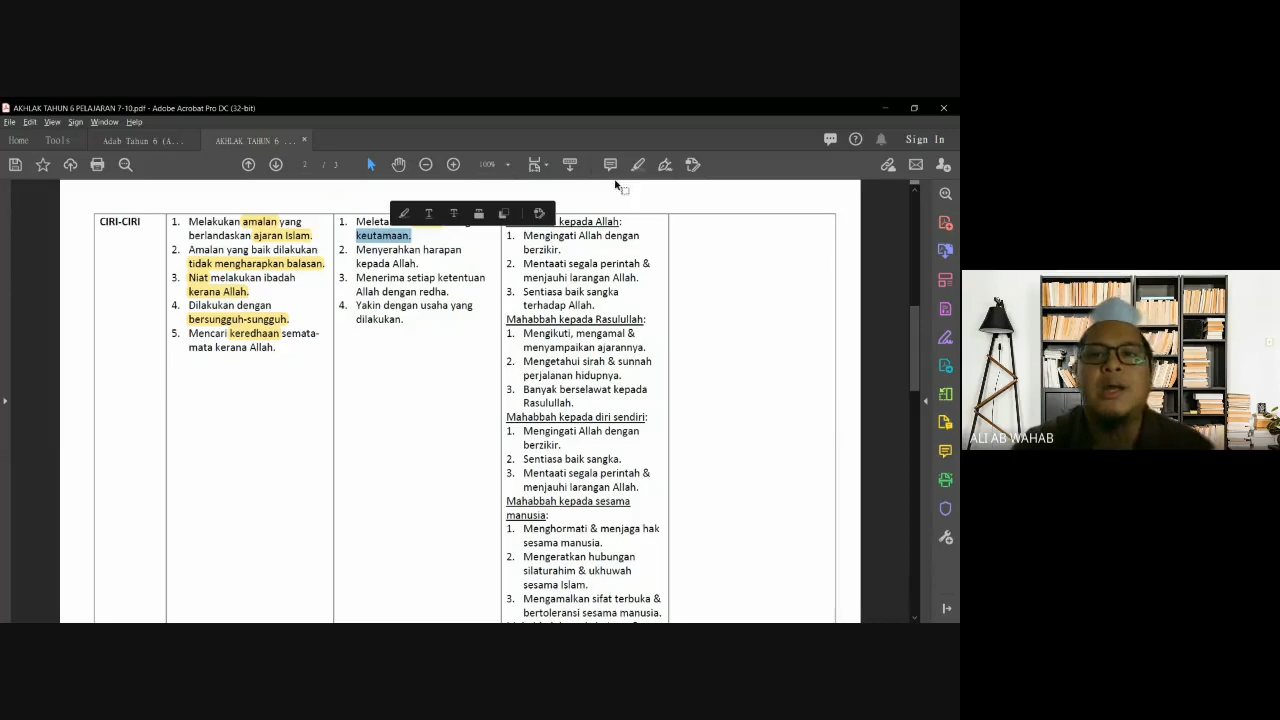 AKHLAK TAHUN 6 PELAJARAN 7-10.pdf - Adobe Acrobat Pro DC (32-bit)
File Edit View Sign Window Help
Home Tools Adab Tahun 6 (A... AKHLAK TAHUN 6 ... × Sign In
2 / 3 100%
CIRI-CIRI
1. Melakukan amalan yang
berlandaskan ajaran Islam.
2. Amalan yang baik dilakukan
tidak mengharapkan balasan.
3. Niat melakukan ibadah
kerana Allah.
4. Dilakukan dengan
bersungguh-sungguh.
5. Mencari keredhaan semata-
mata kerana Allah.
1.
keutamaan.
2. Menyerahkan harapan
kepada Allah.
3. Menerima setiap ketentuan
Allah dengan redha.
4. Yakin dengan usaha yang
dilakukan.
kepada Allah:
1. Mengingati Allah dengan
berzikir.
2. Mentaati segala perintah &
menjauhi larangan Allah.
3. Sentiasa baik sangka
terhadap Allah.
Mahabbah kepada Rasulullah:
1. Mengikuti, mengamal &
menyampaikan ajarannya.
2. Mengetahui sirah & sunnah
perjalanan hidupnya.
3. Banyak berselawat kepada
Rasulullah.
Mahabbah kepada diri sendiri:
1. Mengingati Allah dengan
berzikir.
2. Sentiasa baik sangka.
3. Mentaati segala perintah &
menjauhi larangan Allah.
Mahabbah kepada sesama
manusia:
1. Menghormati & menjaga hak
sesama manusia.
2. Mengeratkan hubungan
silaturahim & ukhuwah
sesama Islam.
3. Mengamalkan sifat terbuka &
bertoleransi sesama manusia.
ALI AB WAHAB